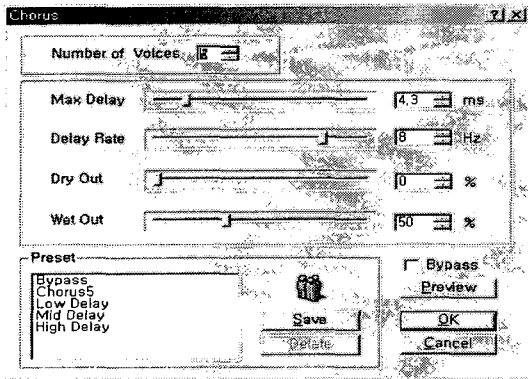 Chorus
Number of Voices
Max Delay 4,3 ms
Delay Rate 8 Hz
Dry Out 0 %
Wet Out 50 %
Preset
Bypass
Chorus5
Low Delay
Mid Delay
High Delay
Save
Delete
Bypass
Preview
OK
Cancel